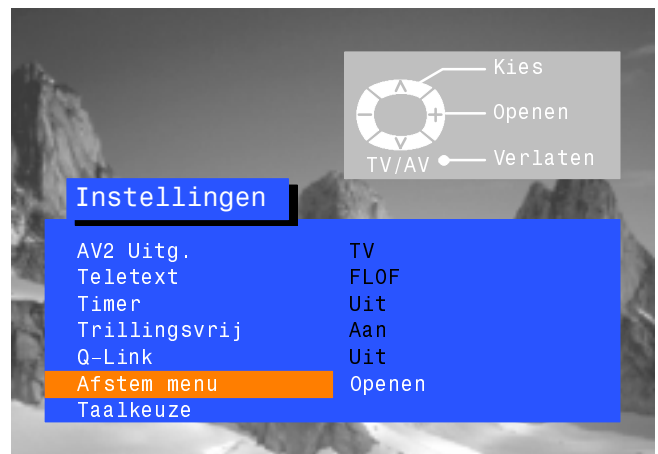 Kies
Openen
TV/AV Verlaten
Instellingen
AV2 Uitg. TV
Teletext FLOF
Timer Uit
Trillingsvrij Aan
Q-Link Uit
Afstem menu Openen
Taalkeuze